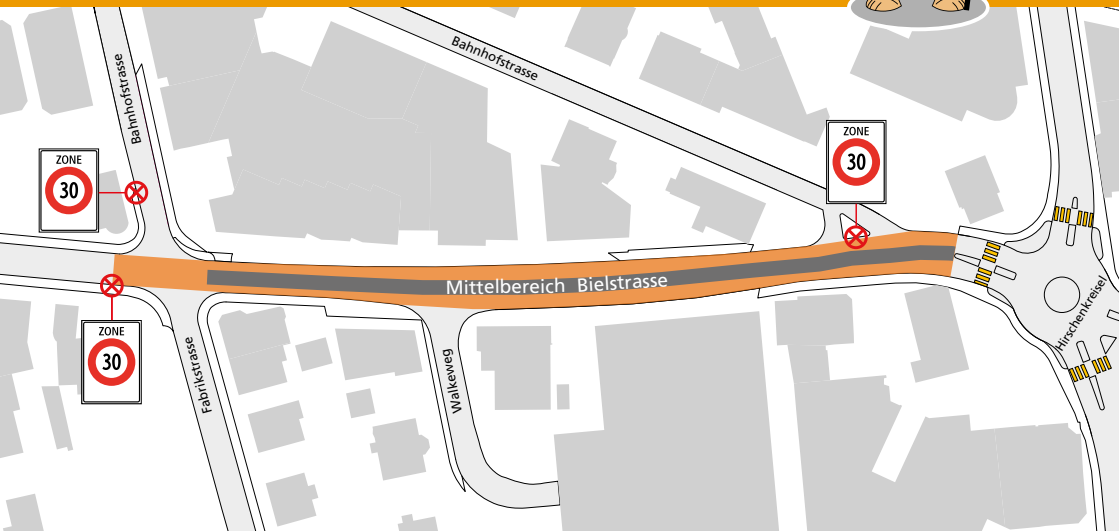 Bahnhofstrasse
Bahnhofstrasse
ZONE
30
ZONE
30
Mittelbereich Bielstrasse
Hirschenkreisel
ZONE
30
Fabrikstrasse
Walkeweg